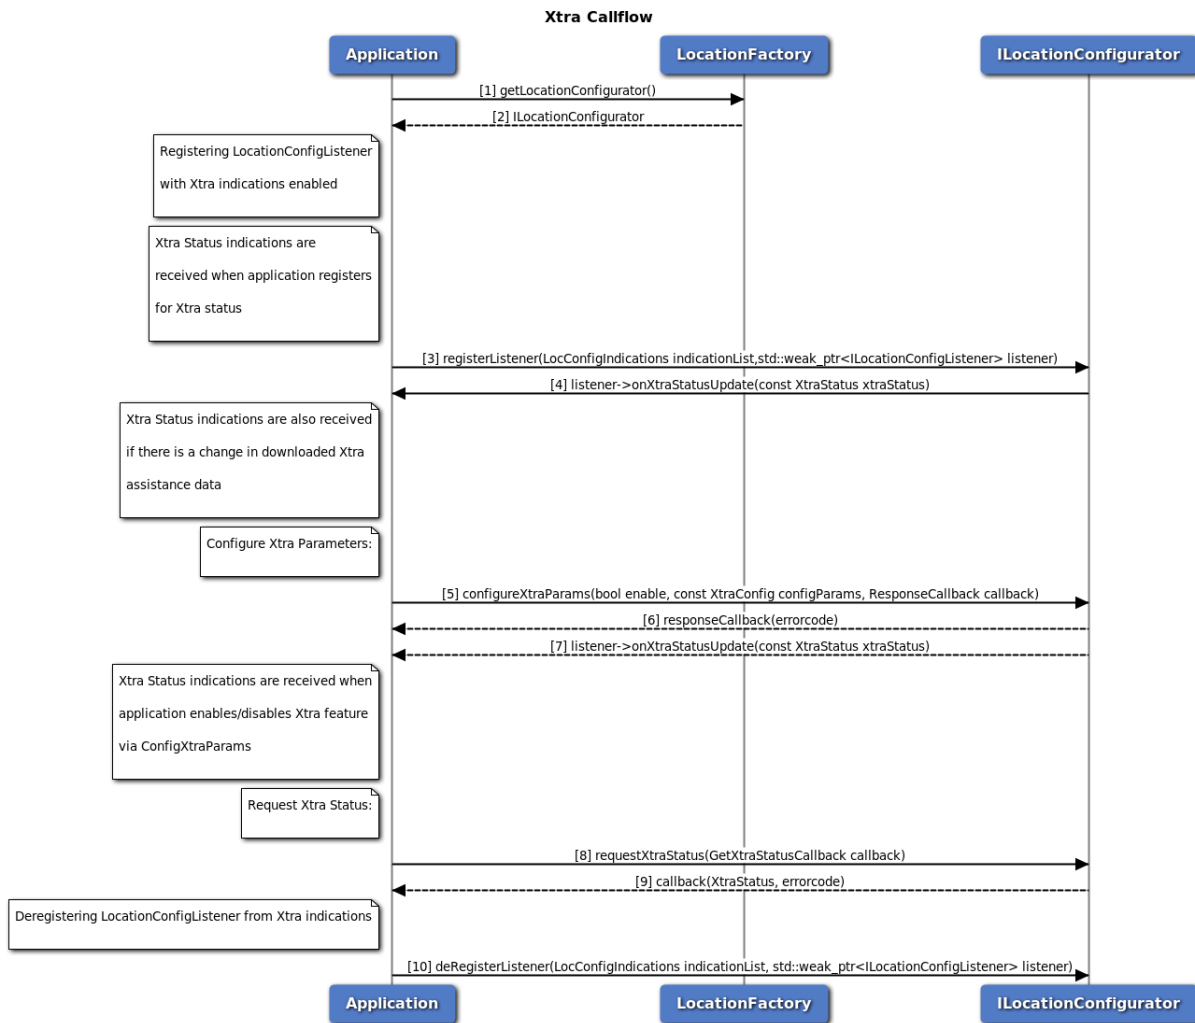 Xtra Callflow
Application
LocationFactory
ILocationConfigurator
[1] getLocationConfigurator()
[2] ILocationConfigurator
Registering LocationConfigListener
with Xtra indications enabled
Xtra Status indications are
received when application registers
for Xtra status
[3] registerListener(LocConfigIndications indicationList,std::weak_ptr<ILocationConfigListener> listener)
[4] listener->onXtraStatusUpdate(const XtraStatus xtraStatus)
Xtra Status indications are also received
if there is a change in downloaded Xtra
assistance data
Configure Xtra Parameters:
[5] configureXtraParams(bool enable, const XtraConfig configParams, ResponseCallback callback)
[6] responseCallback(errorcode)
[7] listener->onXtraStatusUpdate(const XtraStatus xtraStatus)
Xtra Status indications are received when
application enables/disables Xtra feature
via ConfigXtraParams
Request Xtra Status:
[8] requestXtraStatus(GetXtraStatusCallback callback)
[9] callback(XtraStatus, errorcode)
Deregistering LocationConfigListener from Xtra indications
[10] deRegisterListener(LocConfigIndications indicationList, std::weak_ptr<ILocationConfigListener> listener)
Application
LocationFactory
ILocationConfigurator